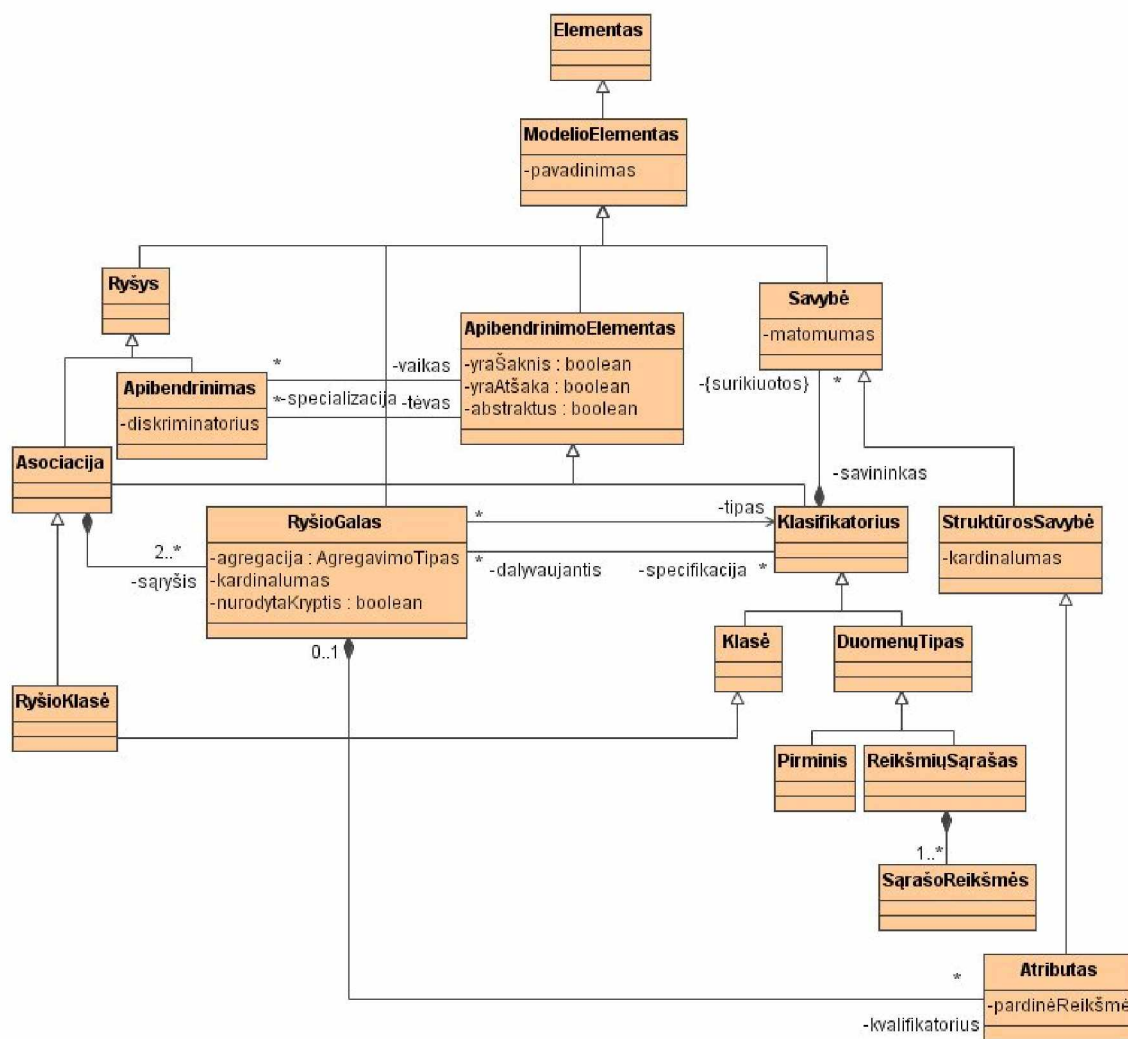 Elementas
ModelioElementas
-pavadinimas
Ryšys
Savybė
-matomumas
ApibendrinimoElementas
-yraŠaknis : boolean
-yraAtšaka : boolean
-abstraktus : boolean
*
-vaikas
*
-specializacija
-tėvas
-{surikiuotos}
*
Apibendrinimas
-diskriminatorius
Asociacija
-savininkas
RyšioGalas
-agregacija : AgregavimoTipas
-kardinalumas
-nurodytaKryptis : boolean
*
-tipas
*
-dalyvaujantis
-specifikacija
*
Klasifikatorius
StruktūrosSavybė
-kardinalumas
2..*
-sąryšis
0..1
Klasė
DuomenųTipas
RyšioKlasė
Pirminis
ReikšmiųSąrašas
1..*
SąrašoReikšmės
Atributas
-pardinėReikšmė
*
-kvalifikatorius